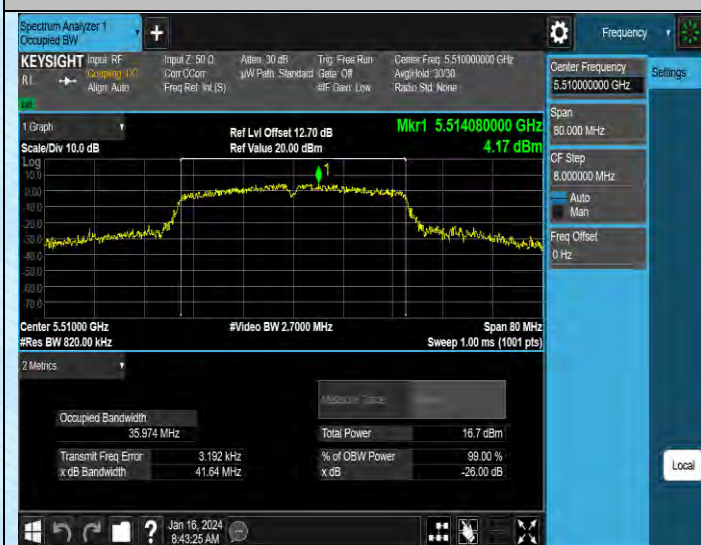 Spectrum Analyzer 1
Occupied BW
+
Frequency
KEYSIGHT
Input: RF
Coupling: DC
Align: Auto
Input Z: 50 Ω
Corr CCorr
Freq Ref: Int (S)
Atten: 30 dB
µW Path: Standard
Trig: Free Run
Gate: Off
#IF Gain: Low
Center Freq: 5.510000000 GHz
Avg|Hold: 30/30
Radio Std: None
Center Frequency
5.510000000 GHz
Settings
Span
80.000 MHz
CF Step
8.000000 MHz
Auto
Man
Freq Offset
0 Hz
1 Graph
Scale/Div 10.0 dB
Ref Lvl Offset 12.70 dB
Ref Value 20.00 dBm
Mkr1 5.514080000 GHz
4.17 dBm
Log
10.0
0.00
-10.0
-20.0
-30.0
-40.0
-50.0
-60.0
-70.0
1
Center 5.51000 GHz
#Video BW 2.7000 MHz
Span 80 MHz
#Res BW 820.00 kHz
Sweep 1.00 ms (1001 pts)
2 Metrics
Measure Trace
Occupied Bandwidth
35.974 MHz
Total Power 16.7 dBm
Transmit Freq Error 3.192 kHz
% of OBW Power 99.00 %
x dB Bandwidth 41.64 MHz
x dB -26.00 dB
Local
?
Jan 16, 2024
8:43:25 AM